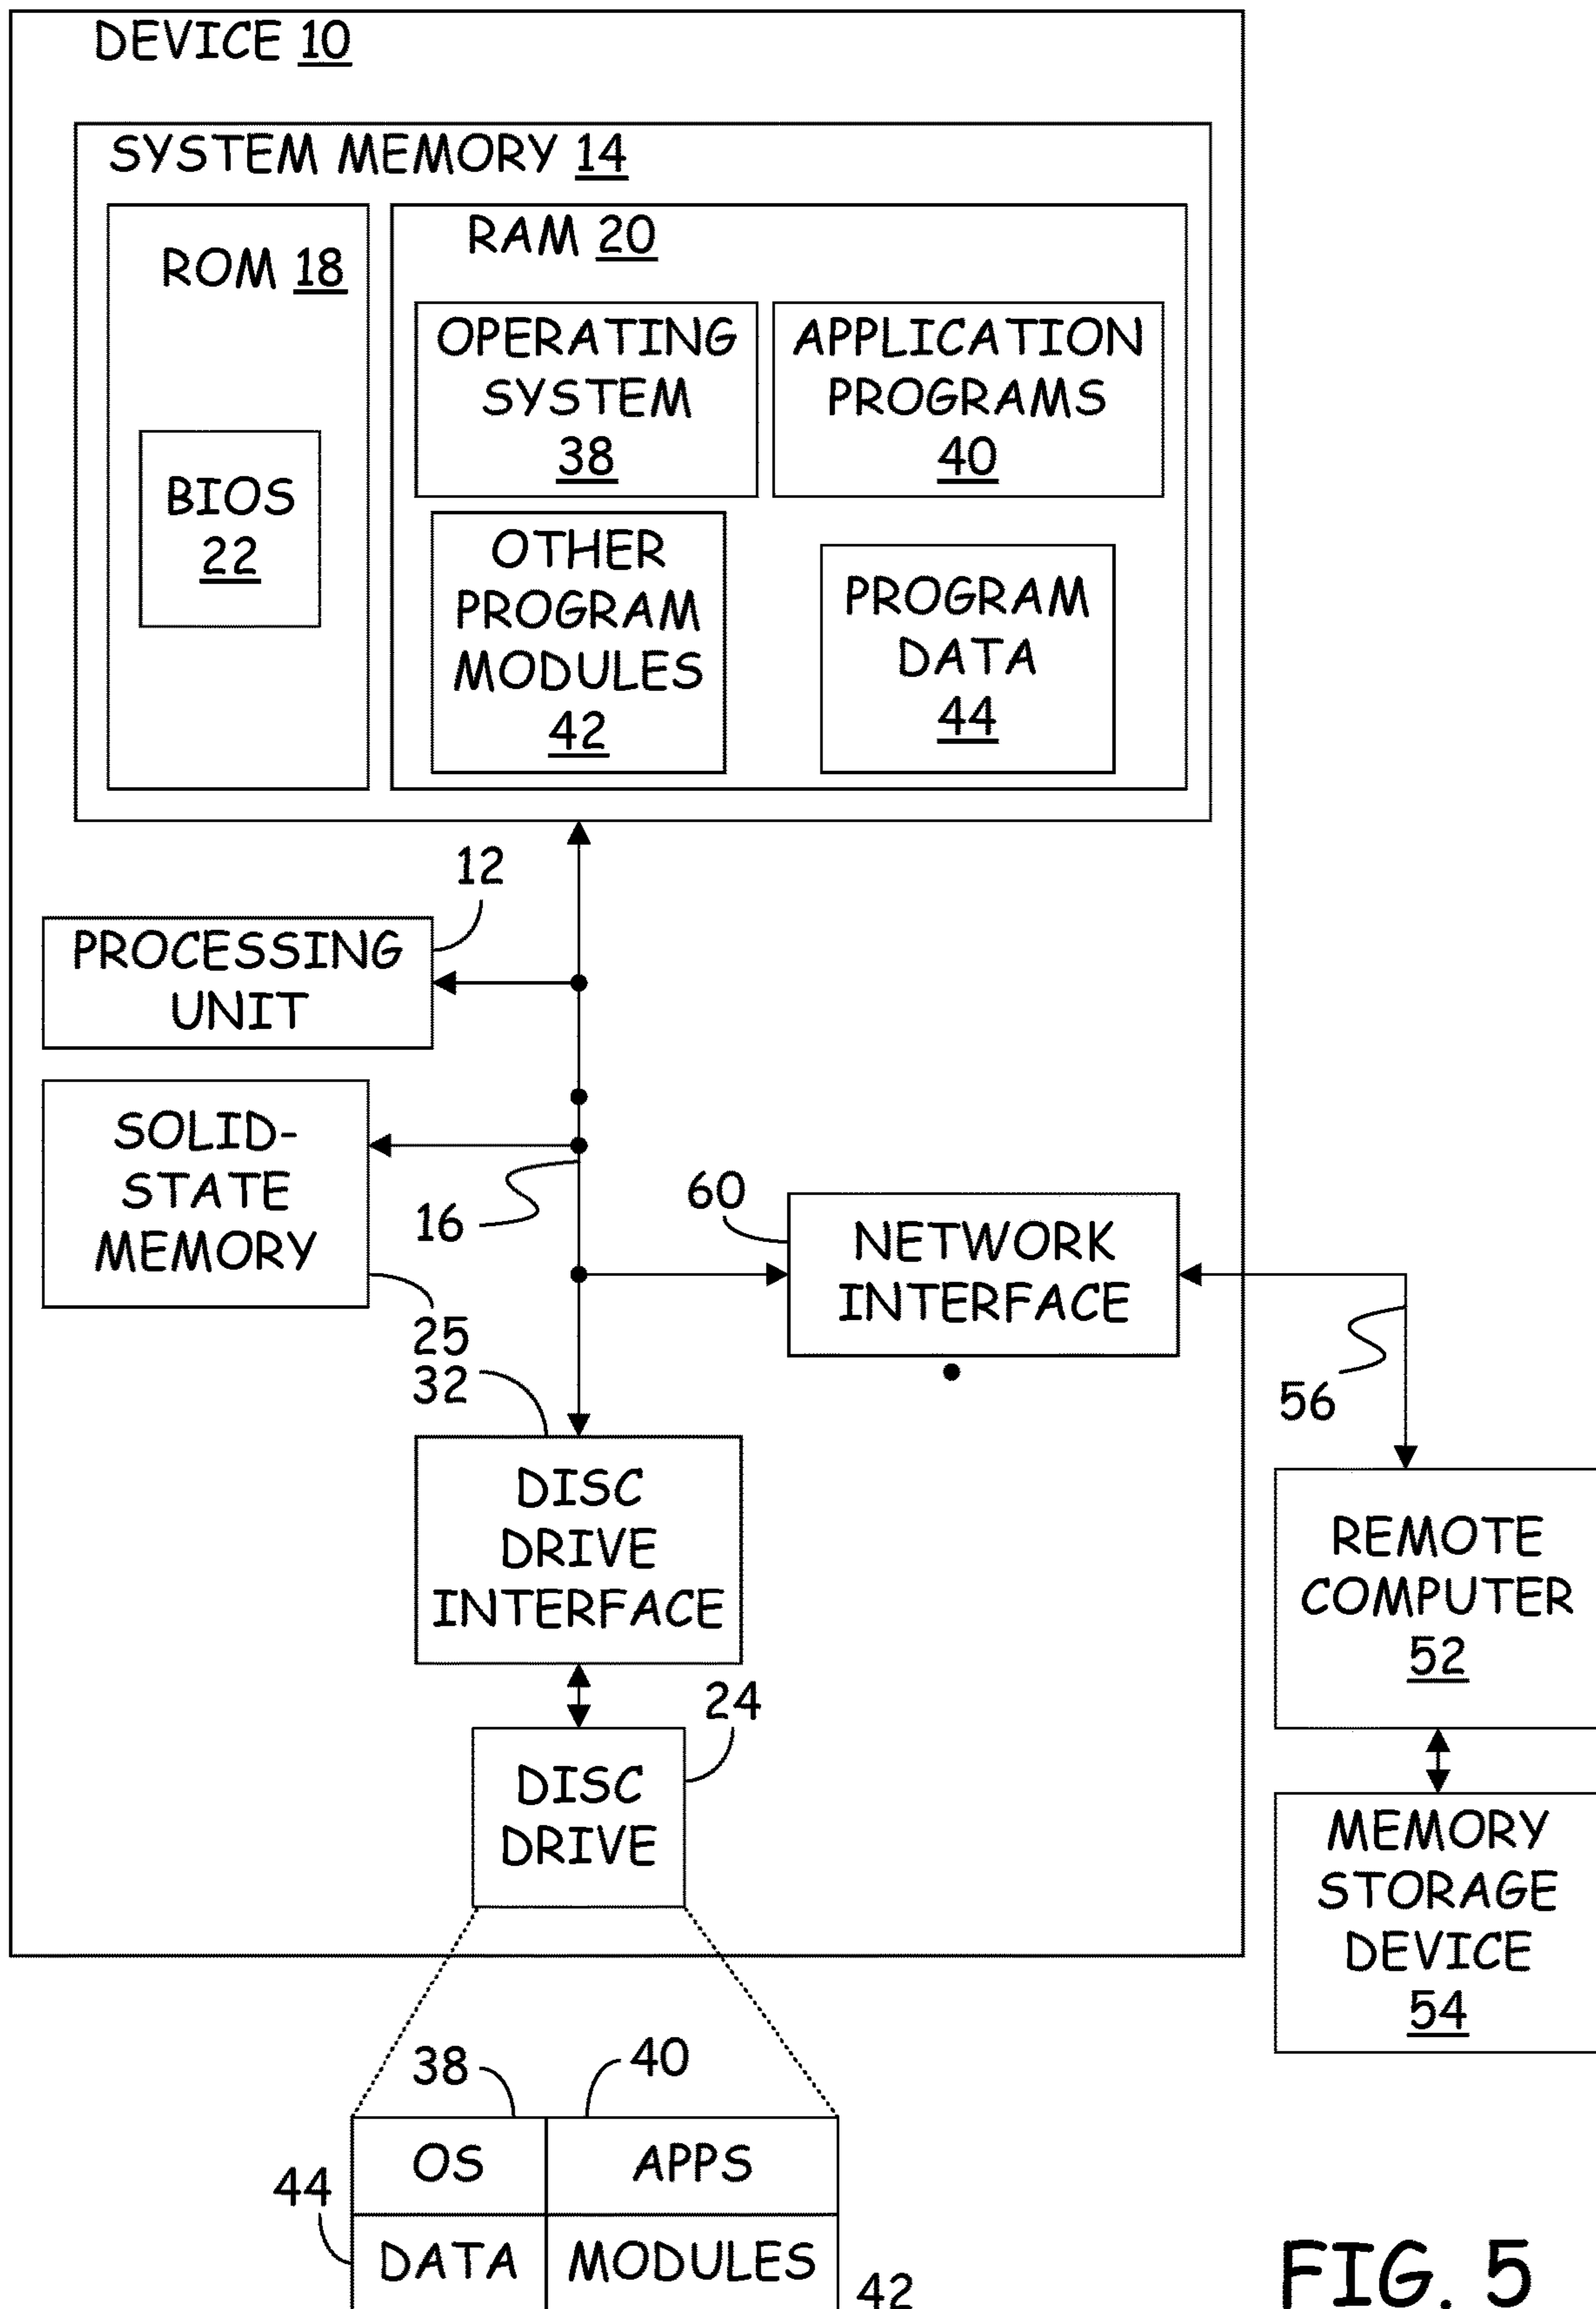 DEVICE 10
SYSTEM MEMORY 14
ROM 18
BIOS
22
RAM 20
OPERATING
SYSTEM
38
APPLICATION
PROGRAMS
40
OTHER
PROGRAM
MODULES
42
PROGRAM
DATA
44
12
PROCESSING
UNIT
SOLID-
STATE
MEMORY
16
25
60
NETWORK
INTERFACE
56
32
DISC
DRIVE
INTERFACE
24
DISC
DRIVE
REMOTE
COMPUTER
52
MEMORY
STORAGE
DEVICE
54
38
40
OS
APPS
44
DATA
MODULES
42
FIG. 5